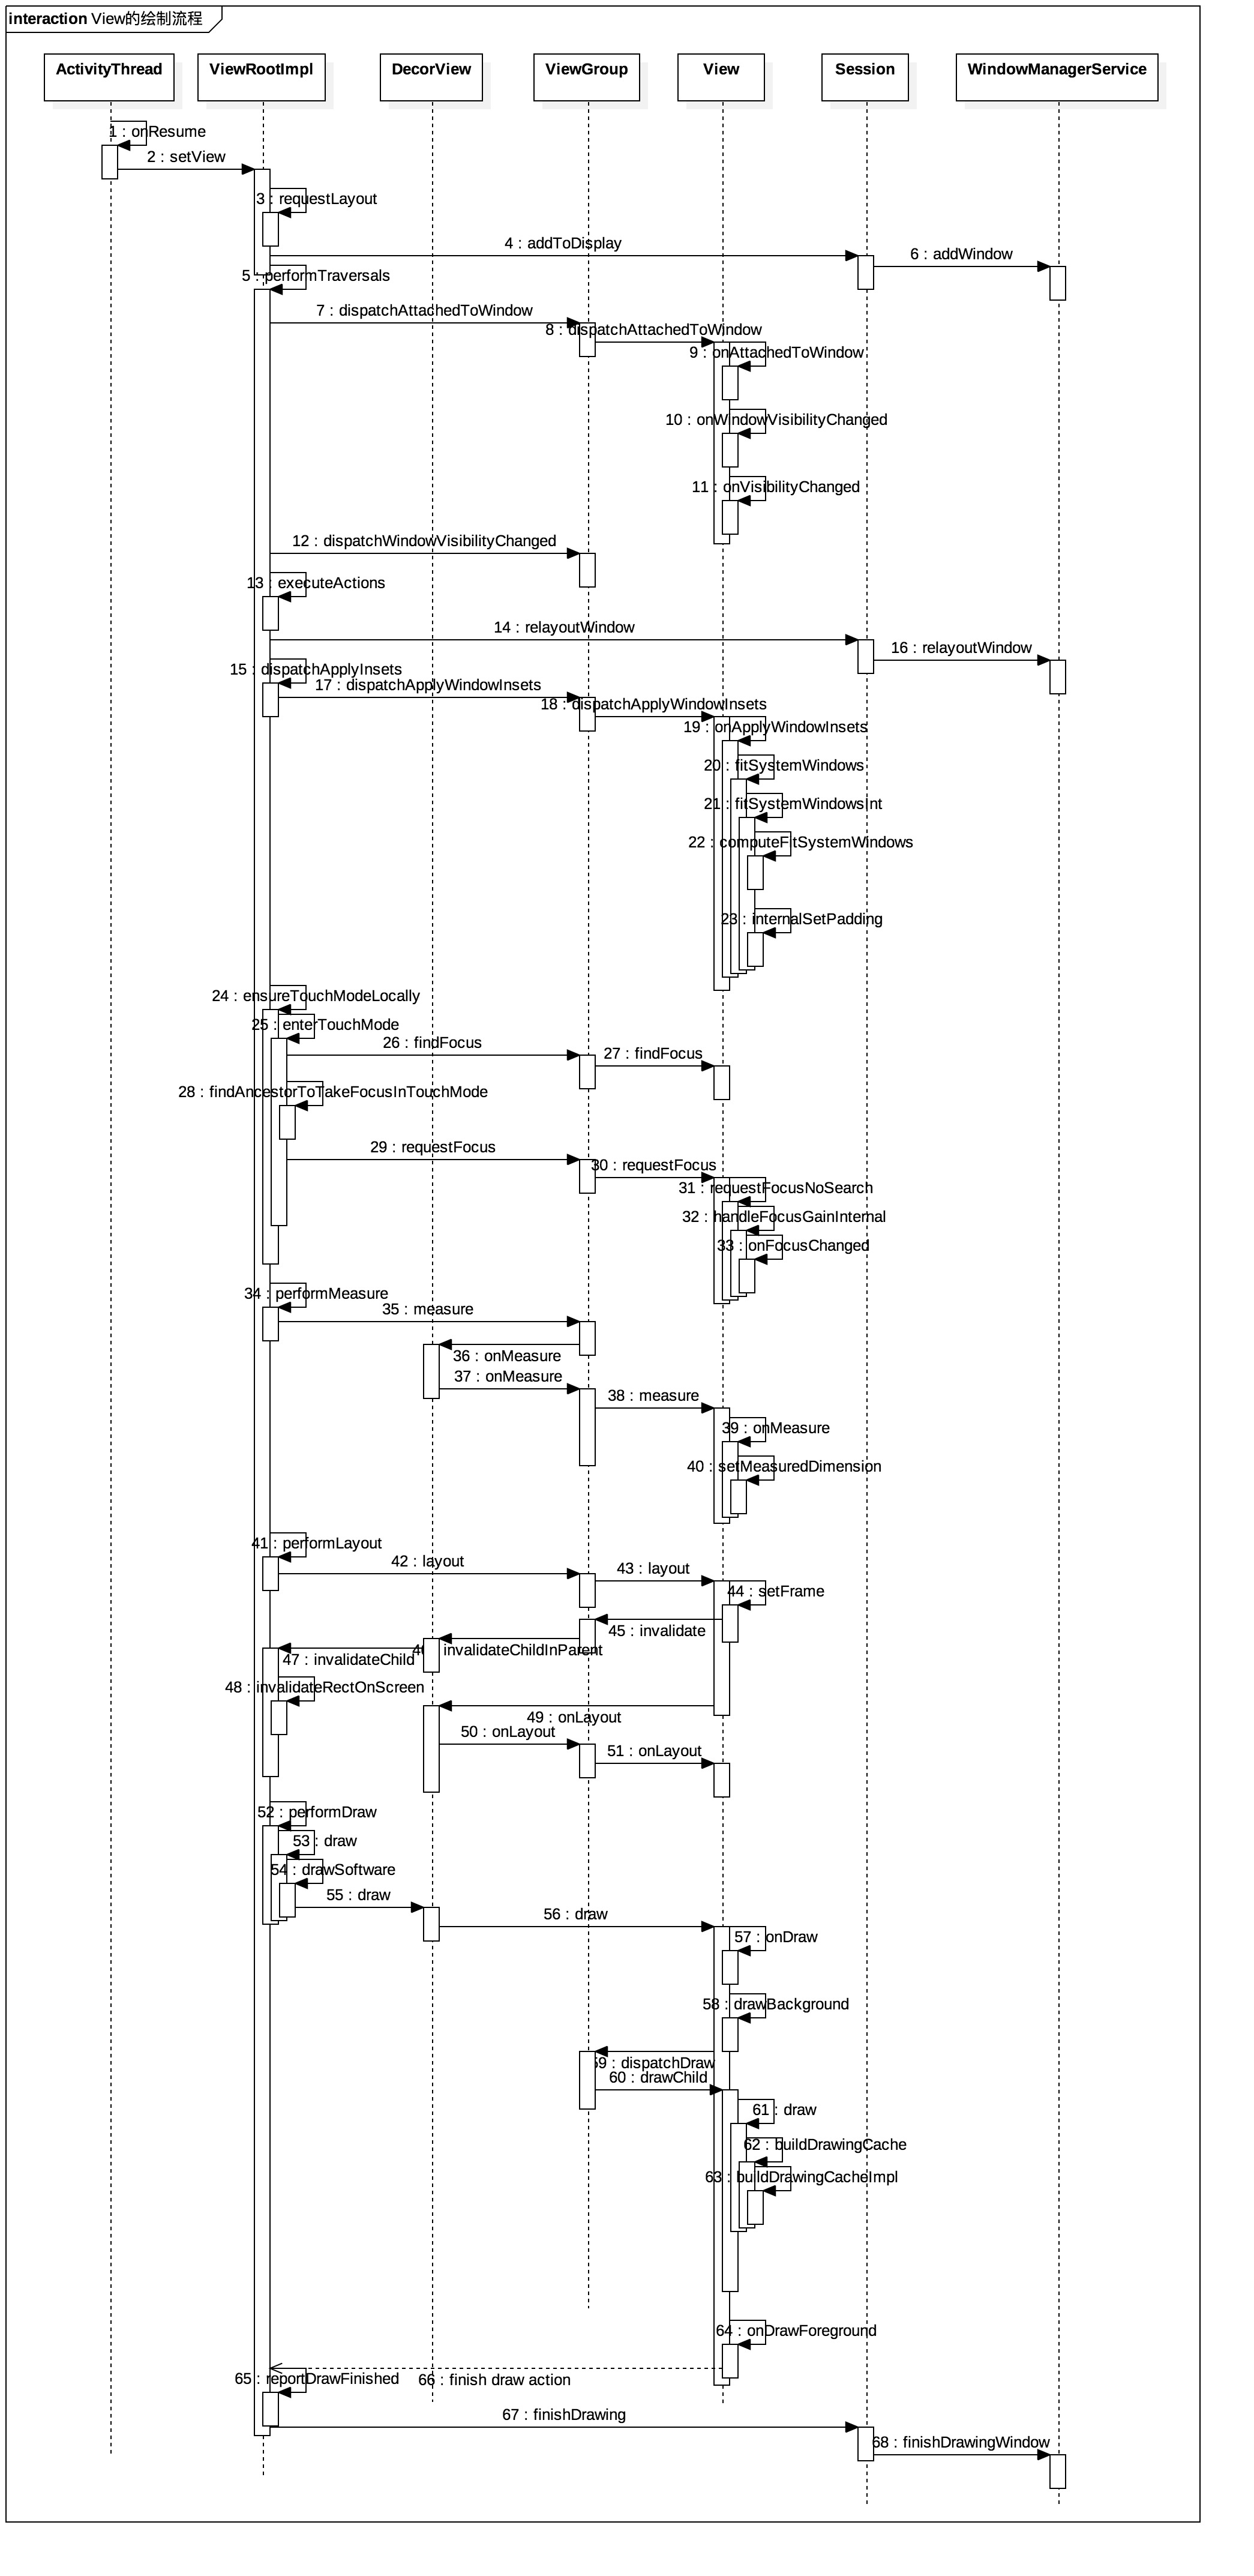 interaction View的绘制流程
ActivityThread
ViewRootImpl
DecorView
ViewGroup
View
Session
WindowManagerService
1 : onResume
2 : setView
3 : requestLayout
4 : addToDisplay
6 : addWindow
5 : performTraversals
7 : dispatchAttachedToWindow
8 : dispatchAttachedToWindow
9 : onAttachedToWindow
10 : onWindowVisibilityChanged
11 : onVisibilityChanged
12 : dispatchWindowVisibilityChanged
13 : executeActions
14 : relayoutWindow
16 : relayoutWindow
15 : dispatchApplyInsets
17 : dispatchApplyWindowInsets
18 : dispatchApplyWindowInsets
19 : onApplyWindowInsets
20 : fitSystemWindows
21 : fitSystemWindowsInt
22 : computeFitSystemWindows
23 : internalSetPadding
24 : ensureTouchModeLocally
25 : enterTouchMode
26 : findFocus
27 : findFocus
28 : findAncestorToTakeFocusInTouchMode
29 : requestFocus
30 : requestFocus
31 : requestFocusNoSearch
32 : handleFocusGainInternal
33 : onFocusChanged
34 : performMeasure
35 : measure
36 : onMeasure
37 : onMeasure
38 : measure
39 : onMeasure
40 : setMeasuredDimension
41 : performLayout
42 : layout
43 : layout
44 : setFrame
45 : invalidate
46 : invalidateChildInParent
47 : invalidateChild
48 : invalidateRectOnScreen
49 : onLayout
50 : onLayout
51 : onLayout
52 : performDraw
53 : draw
54 : drawSoftware
55 : draw
56 : draw
57 : onDraw
58 : drawBackground
59 : dispatchDraw
60 : drawChild
61 : draw
62 : buildDrawingCache
63 : buildDrawingCacheImpl
64 : onDrawForeground
65 : reportDrawFinished
66 : finish draw action
67 : finishDrawing
68 : finishDrawingWindow